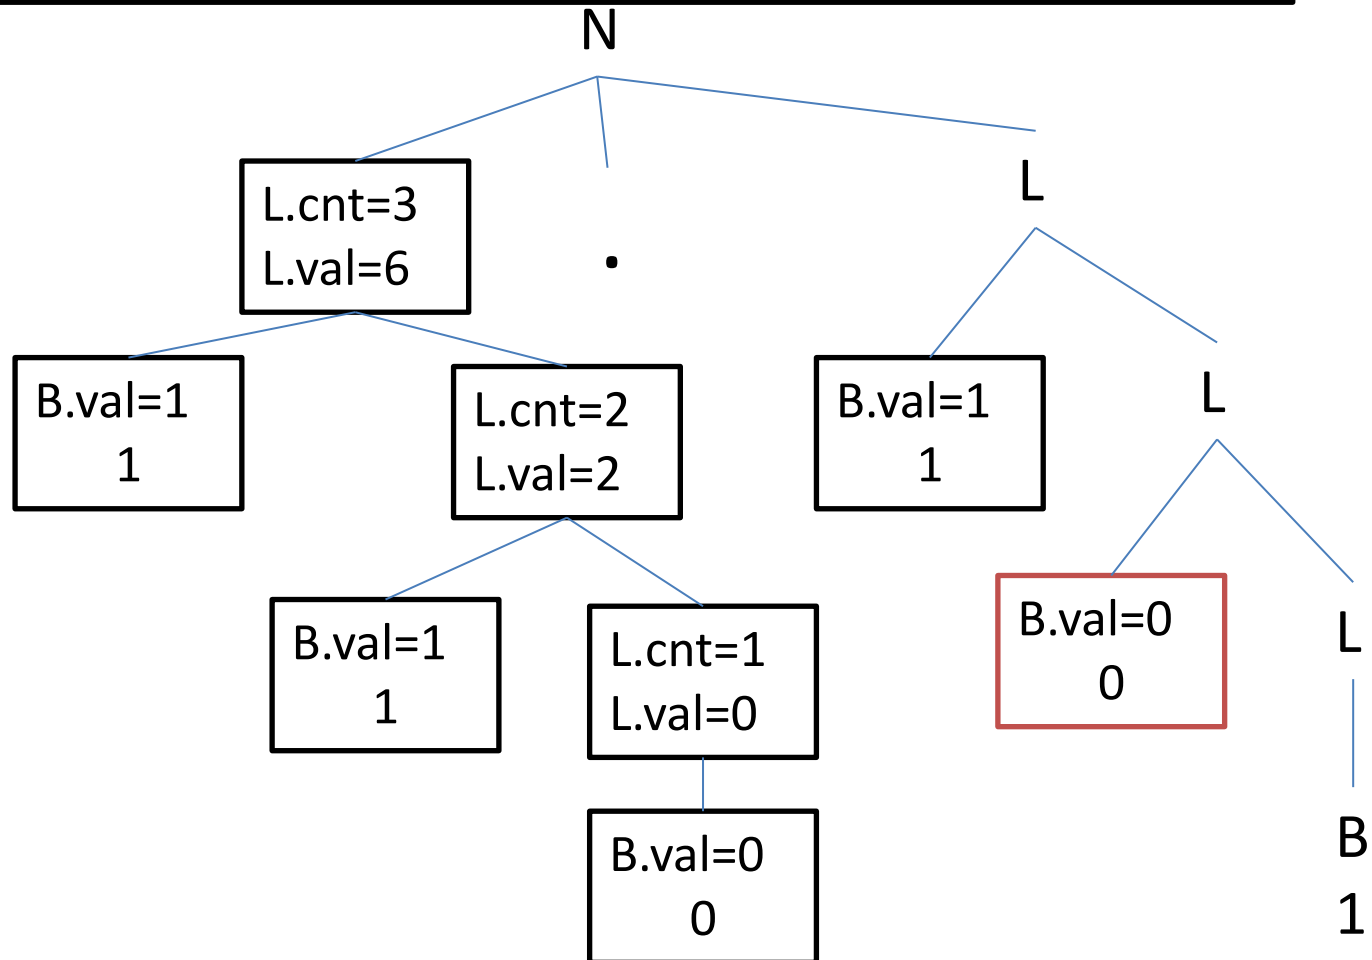 N
L.cnt=3
L.val=6
.
L
B.val=1
1
L.cnt=2
L.val=2
B.val=1
1
L
B.val=1
1
L.cnt=1
L.val=0
B.val=0
0
L
B.val=0
0
B
1